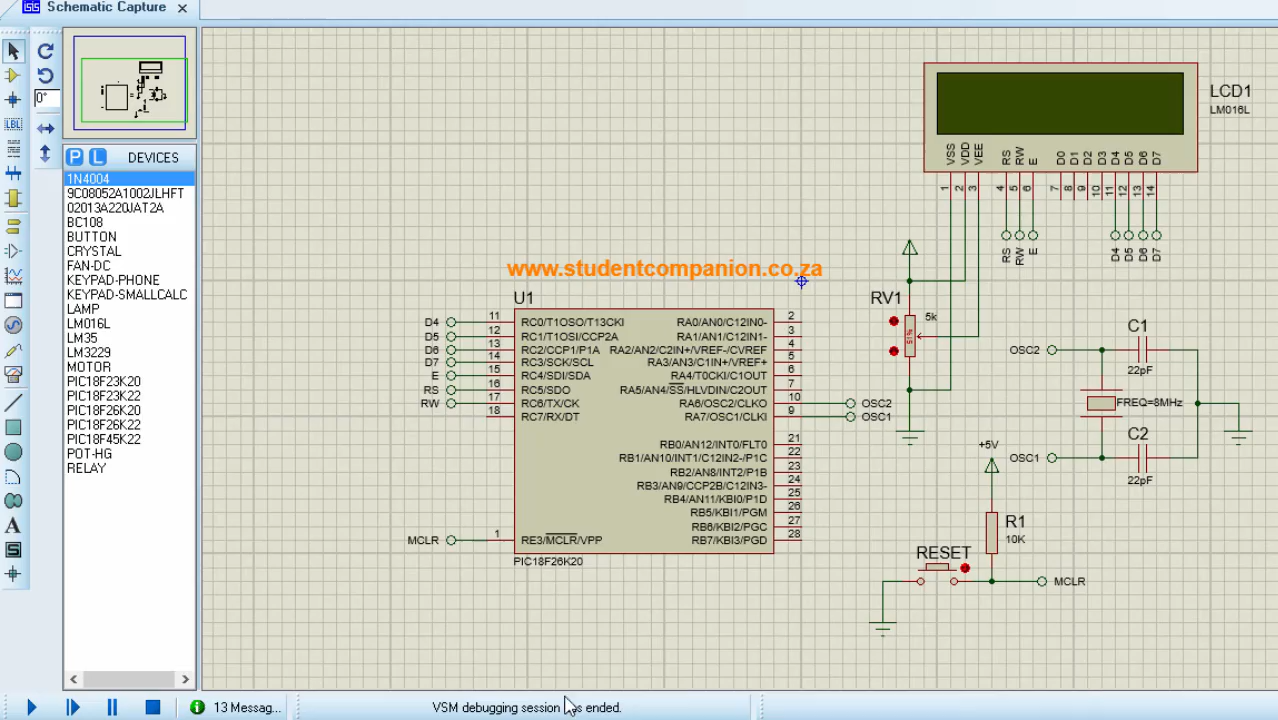 Schematic Capture
0°
LBL
P L DEVICES
1N4004
9C08052A1002JLHFT
02013A220JAT2A
BC108
BUTTON
CRYSTAL
FAN-DC
KEYPAD-PHONE
KEYPAD-SMALLCALC
LAMP
LM016L
LM35
LM3229
MOTOR
PIC18F23K20
PIC18F23K22
PIC18F26K20
PIC18F26K22
PIC18F45K22
POT-HG
RELAY
LCD1
LM016L
VSS VDD VEE RS RW E D0 D1 D2 D3 D4 D5 D6 D7
1 2 3 4 5 6 7 8 9 10 11 12 13 14
RS RW E D4 D5 D6 D7
www.studentcompanion.co.za
U1
D4 11 RC0/T1OSO/T13CKI RA0/AN0/C12IN0- 2
D5 12 RC1/T1OSI/CCP2A RA1/AN1/C12IN1- 3
D6 13 RC2/CCP1/P1A RA2/AN2/C2IN+/VREF-/CVREF 4
D7 14 RC3/SCK/SCL RA3/AN3/C1IN+/VREF+ 5
E 15 RC4/SDI/SDA RA4/T0CKI/C1OUT 6
RS 16 RC5/SDO RA5/AN4/SS/HLVDIN/C2OUT 7
RW 17 RC6/TX/CK RA6/OSC2/CLKO 10 OSC2
18 RC7/RX/DT RA7/OSC1/CLKI 9 OSC1
RB0/AN12/INT0/FLT0 21
RB1/AN10/INT1/C12IN2-/P1C 22
RB2/AN8/INT2/P1B 23
RB3/AN9/CCP2B/C12IN3- 24
RB4/AN11/KBI0/P1D 25
RB5/KBI1/PGM 26
RB6/KBI2/PGC 27
MCLR 1 RE3/MCLR/VPP RB7/KBI3/PGD 28
PIC18F26K20
RV1
5k
51%
C1
OSC2
22pF
FREQ=8MHz
C2
OSC1
22pF
+5V
R1
10K
RESET
MCLR
13 Messag...
VSM debugging session ended.